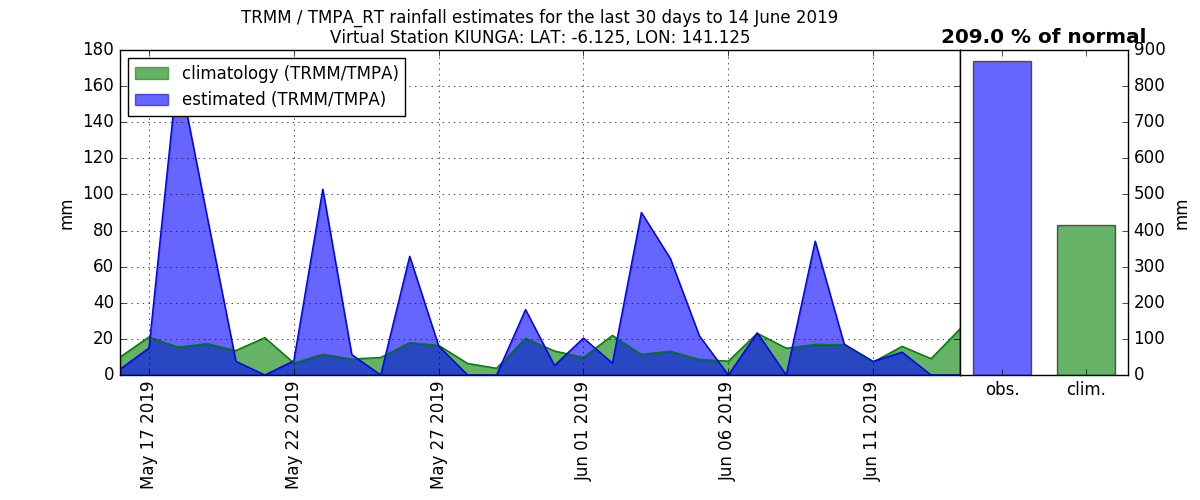 TRMM / TMPA_RT rainfall estimates for the last 30 days to 14 June 2019
Virtual Station KIUNGA: LAT: -6.125, LON: 141.125
209.0 % of normal
climatology (TRMM/TMPA)
estimated (TRMM/TMPA)
180
160
140
120
100
80
60
40
20
0
mm
May 17 2019
May 22 2019
May 27 2019
Jun 01 2019
Jun 06 2019
Jun 11 2019
900
800
700
600
500
400
300
200
100
0
mm
obs.
clim.